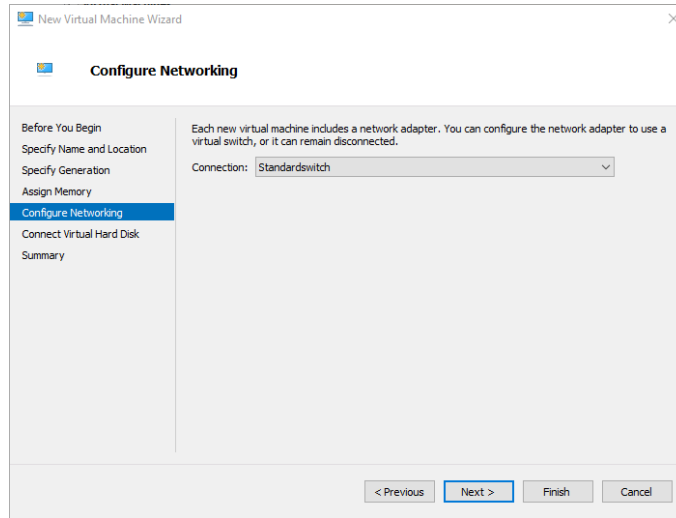 New Virtual Machine Wizard
Configure Networking
Before You Begin
Specify Name and Location
Specify Generation
Assign Memory
Configure Networking
Connect Virtual Hard Disk
Summary
Each new virtual machine includes a network adapter. You can configure the network adapter to use a
virtual switch, or it can remain disconnected.
Connection: Standardswitch
< Previous Next > Finish Cancel